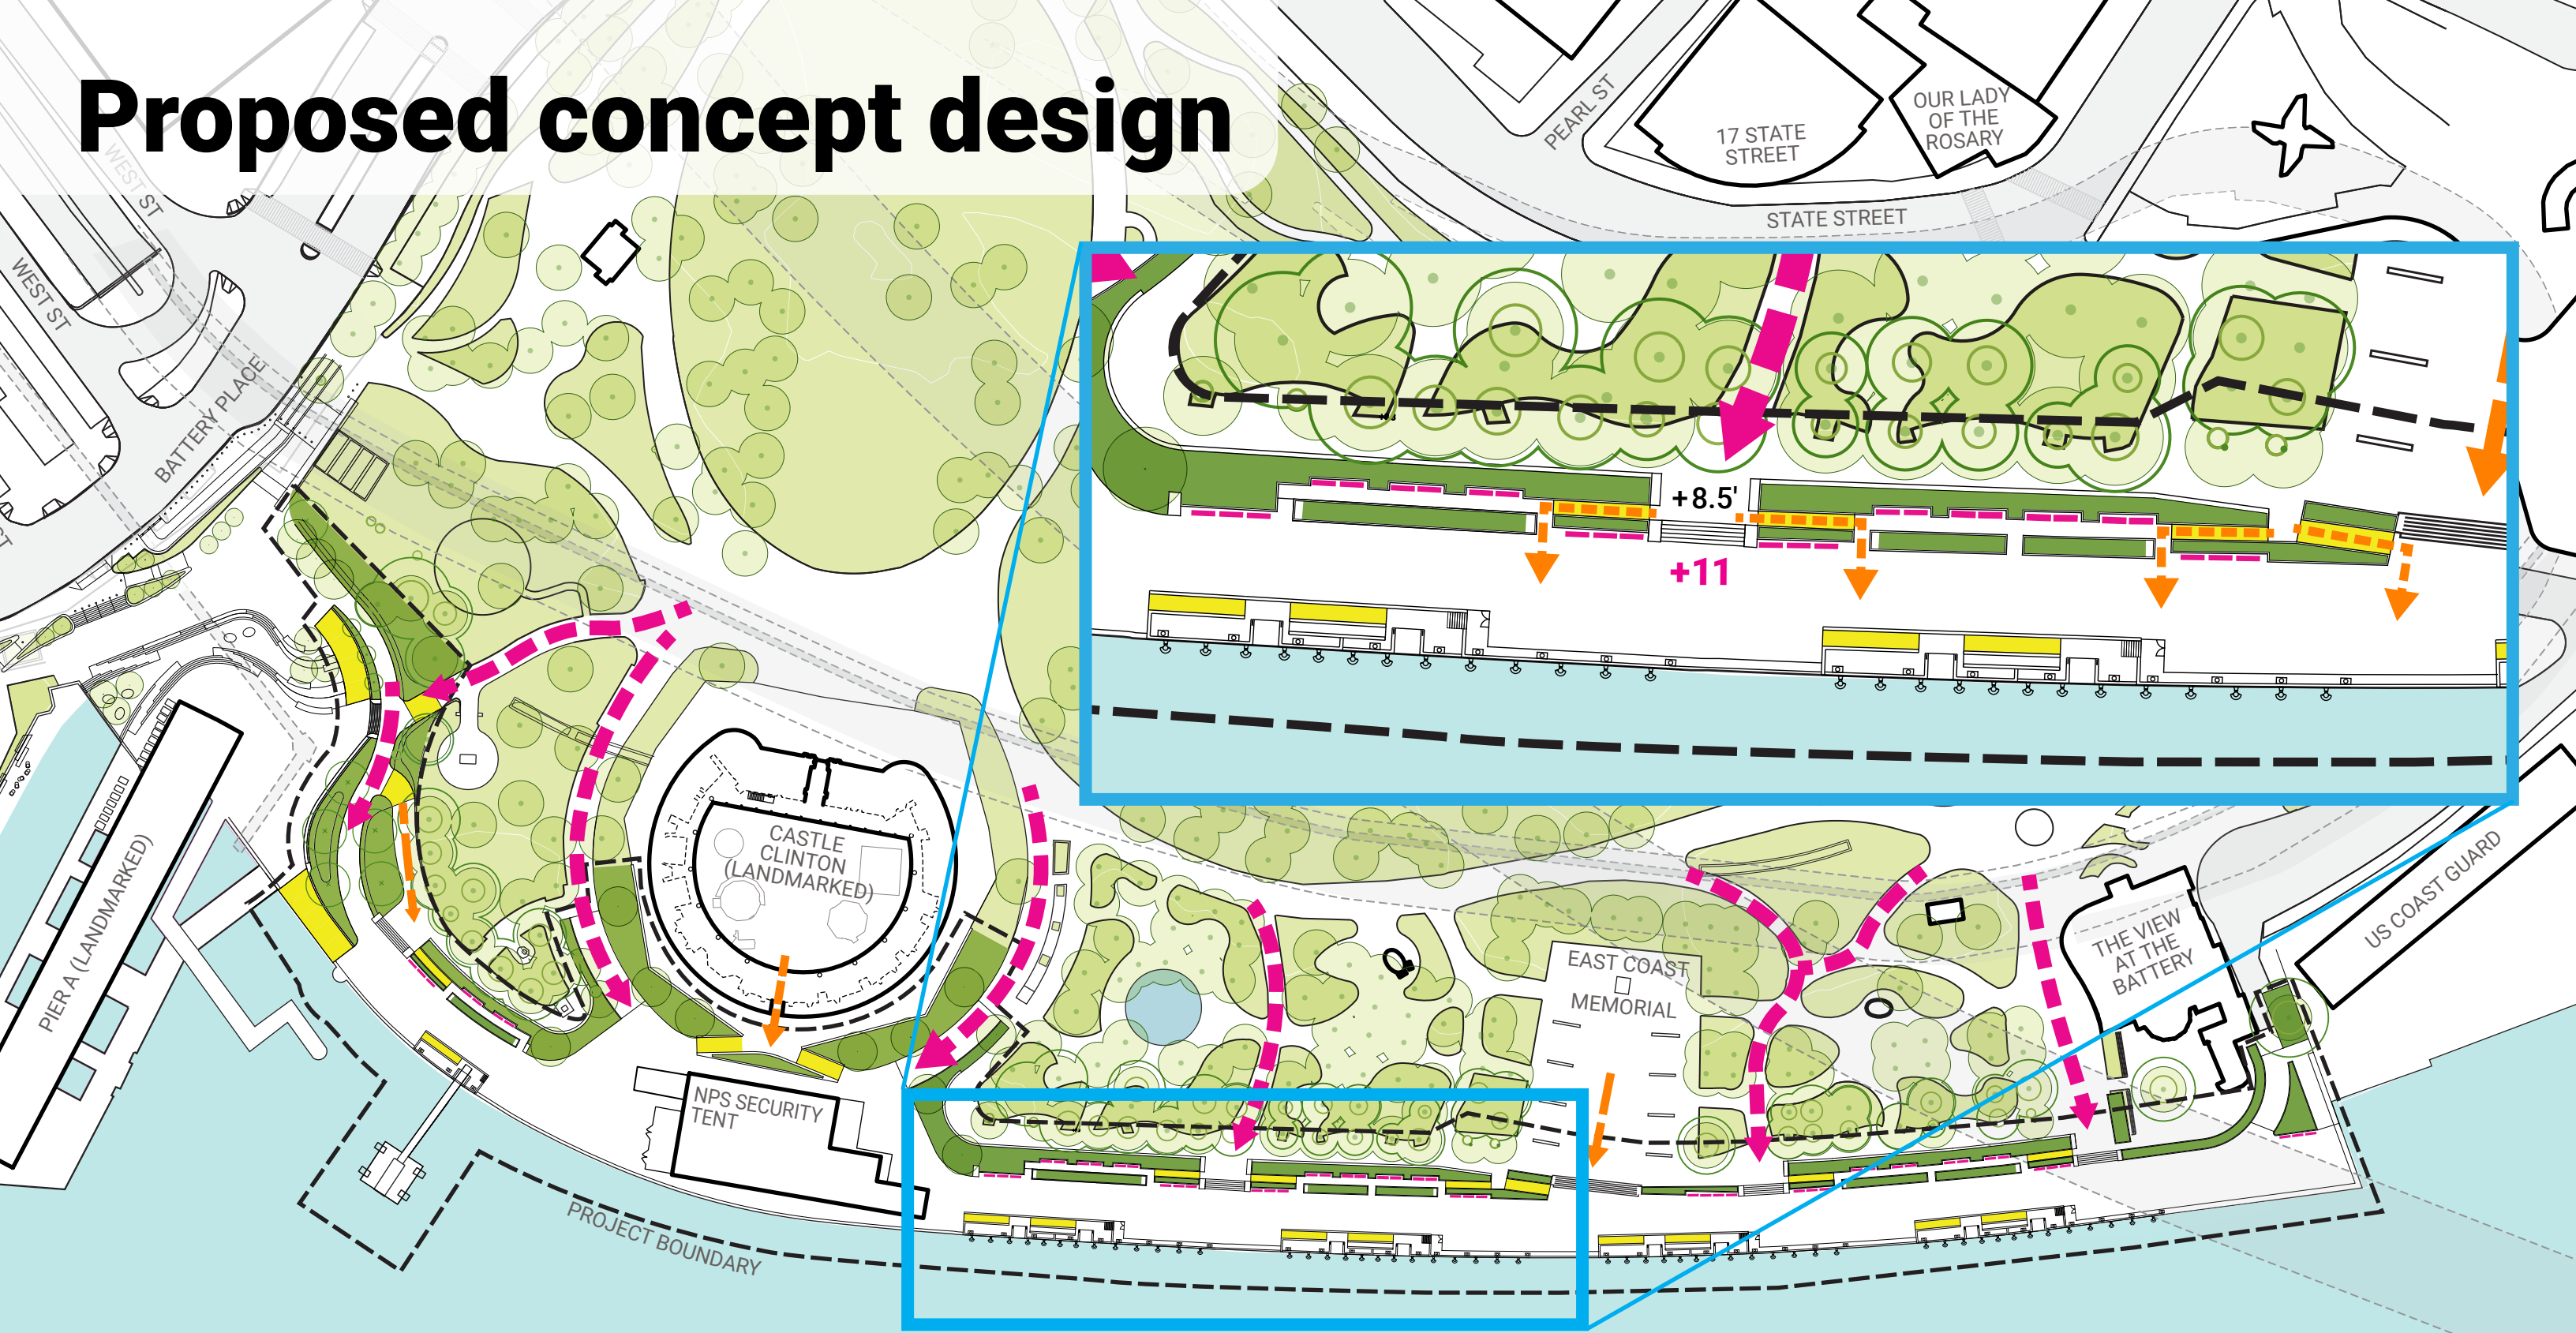 Proposed concept design
WEST ST
WEST ST
BATTERY PLACE
PEARL ST
17 STATE
STREET
OUR LADY
OF THE
ROSARY
STATE STREET
+8.5'
+11
PIER A (LANDMARKED)
CASTLE
CLINTON
(LANDMARKED)
NPS SECURITY
TENT
PROJECT BOUNDARY
EAST COAST
MEMORIAL
THE VIEW
AT THE
BATTERY
US COAST GUARD